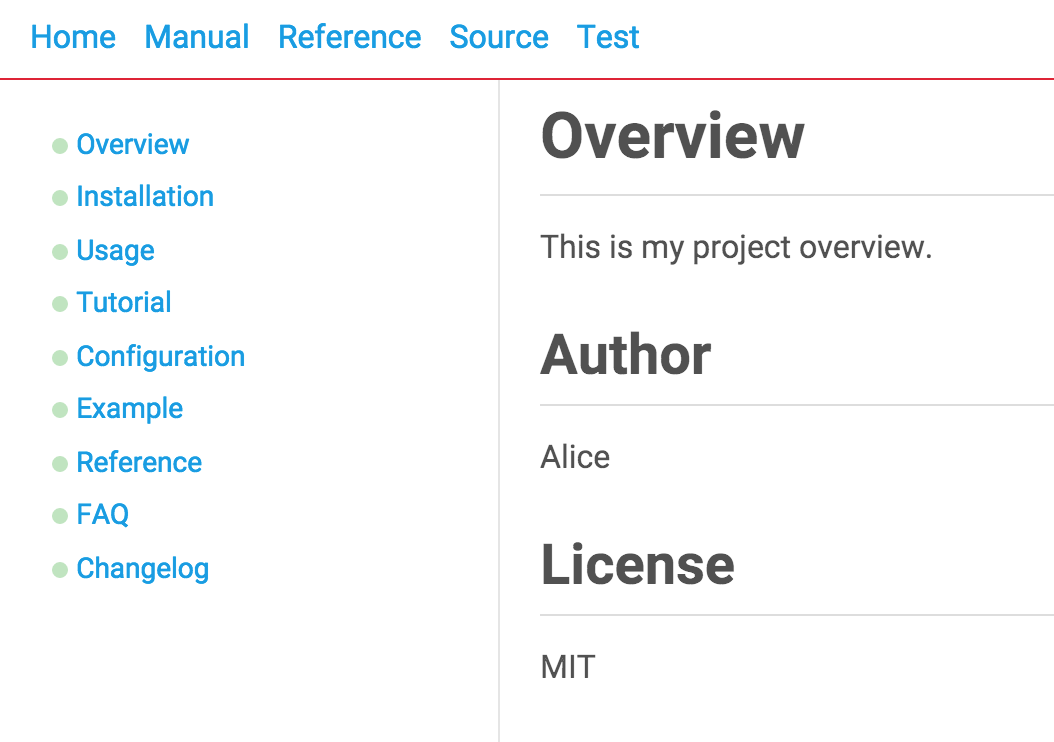 Home Manual Reference Source Test
Overview
Installation
Usage
Tutorial
Configuration
Example
Reference
FAQ
Changelog
Overview
This is my project overview.
Author
Alice
License
MIT